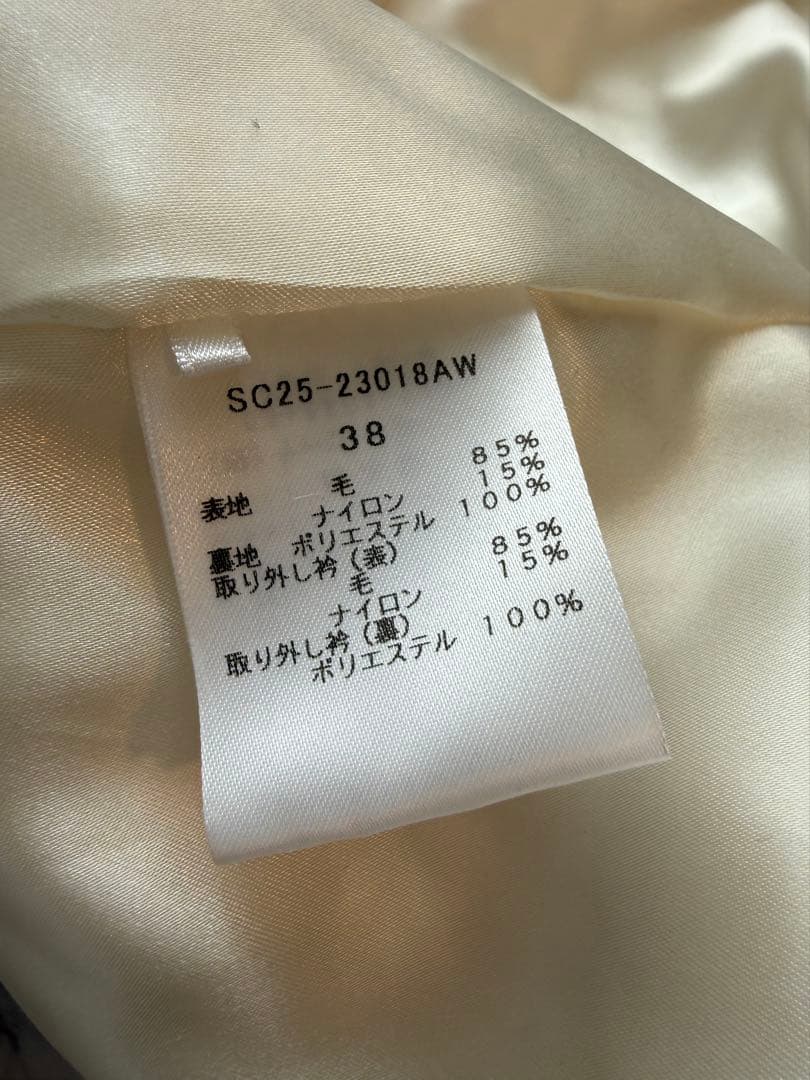 SC25-23018AW
38
表地 毛 85%
ナイロン 15%
裏地 ポリエステル 100%
取り外し衿(表)
毛 85%
ナイロン 15%
取り外し衿(裏)
ポリエステル 100%